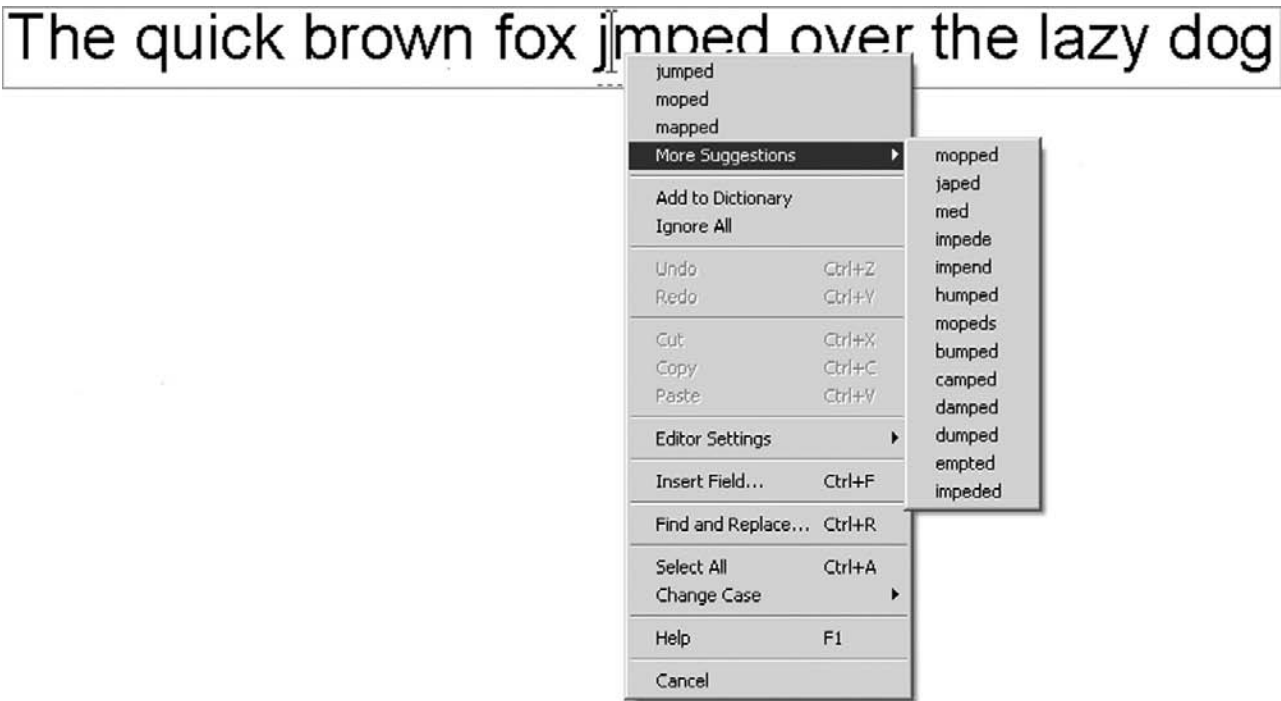 The quick brown fox jmped over the lazy dog
jumped
moped
mapped
More Suggestions
mopped
japed
med
impede
impend
humped
mopeds
bumped
camped
damped
dumped
empted
impeded
Add to Dictionary
Ignore All
Undo Ctrl+Z
Redo Ctrl+Y
Cut Ctrl+X
Copy Ctrl+C
Paste Ctrl+V
Editor Settings
Insert Field... Ctrl+F
Find and Replace... Ctrl+R
Select All Ctrl+A
Change Case
Help F1
Cancel